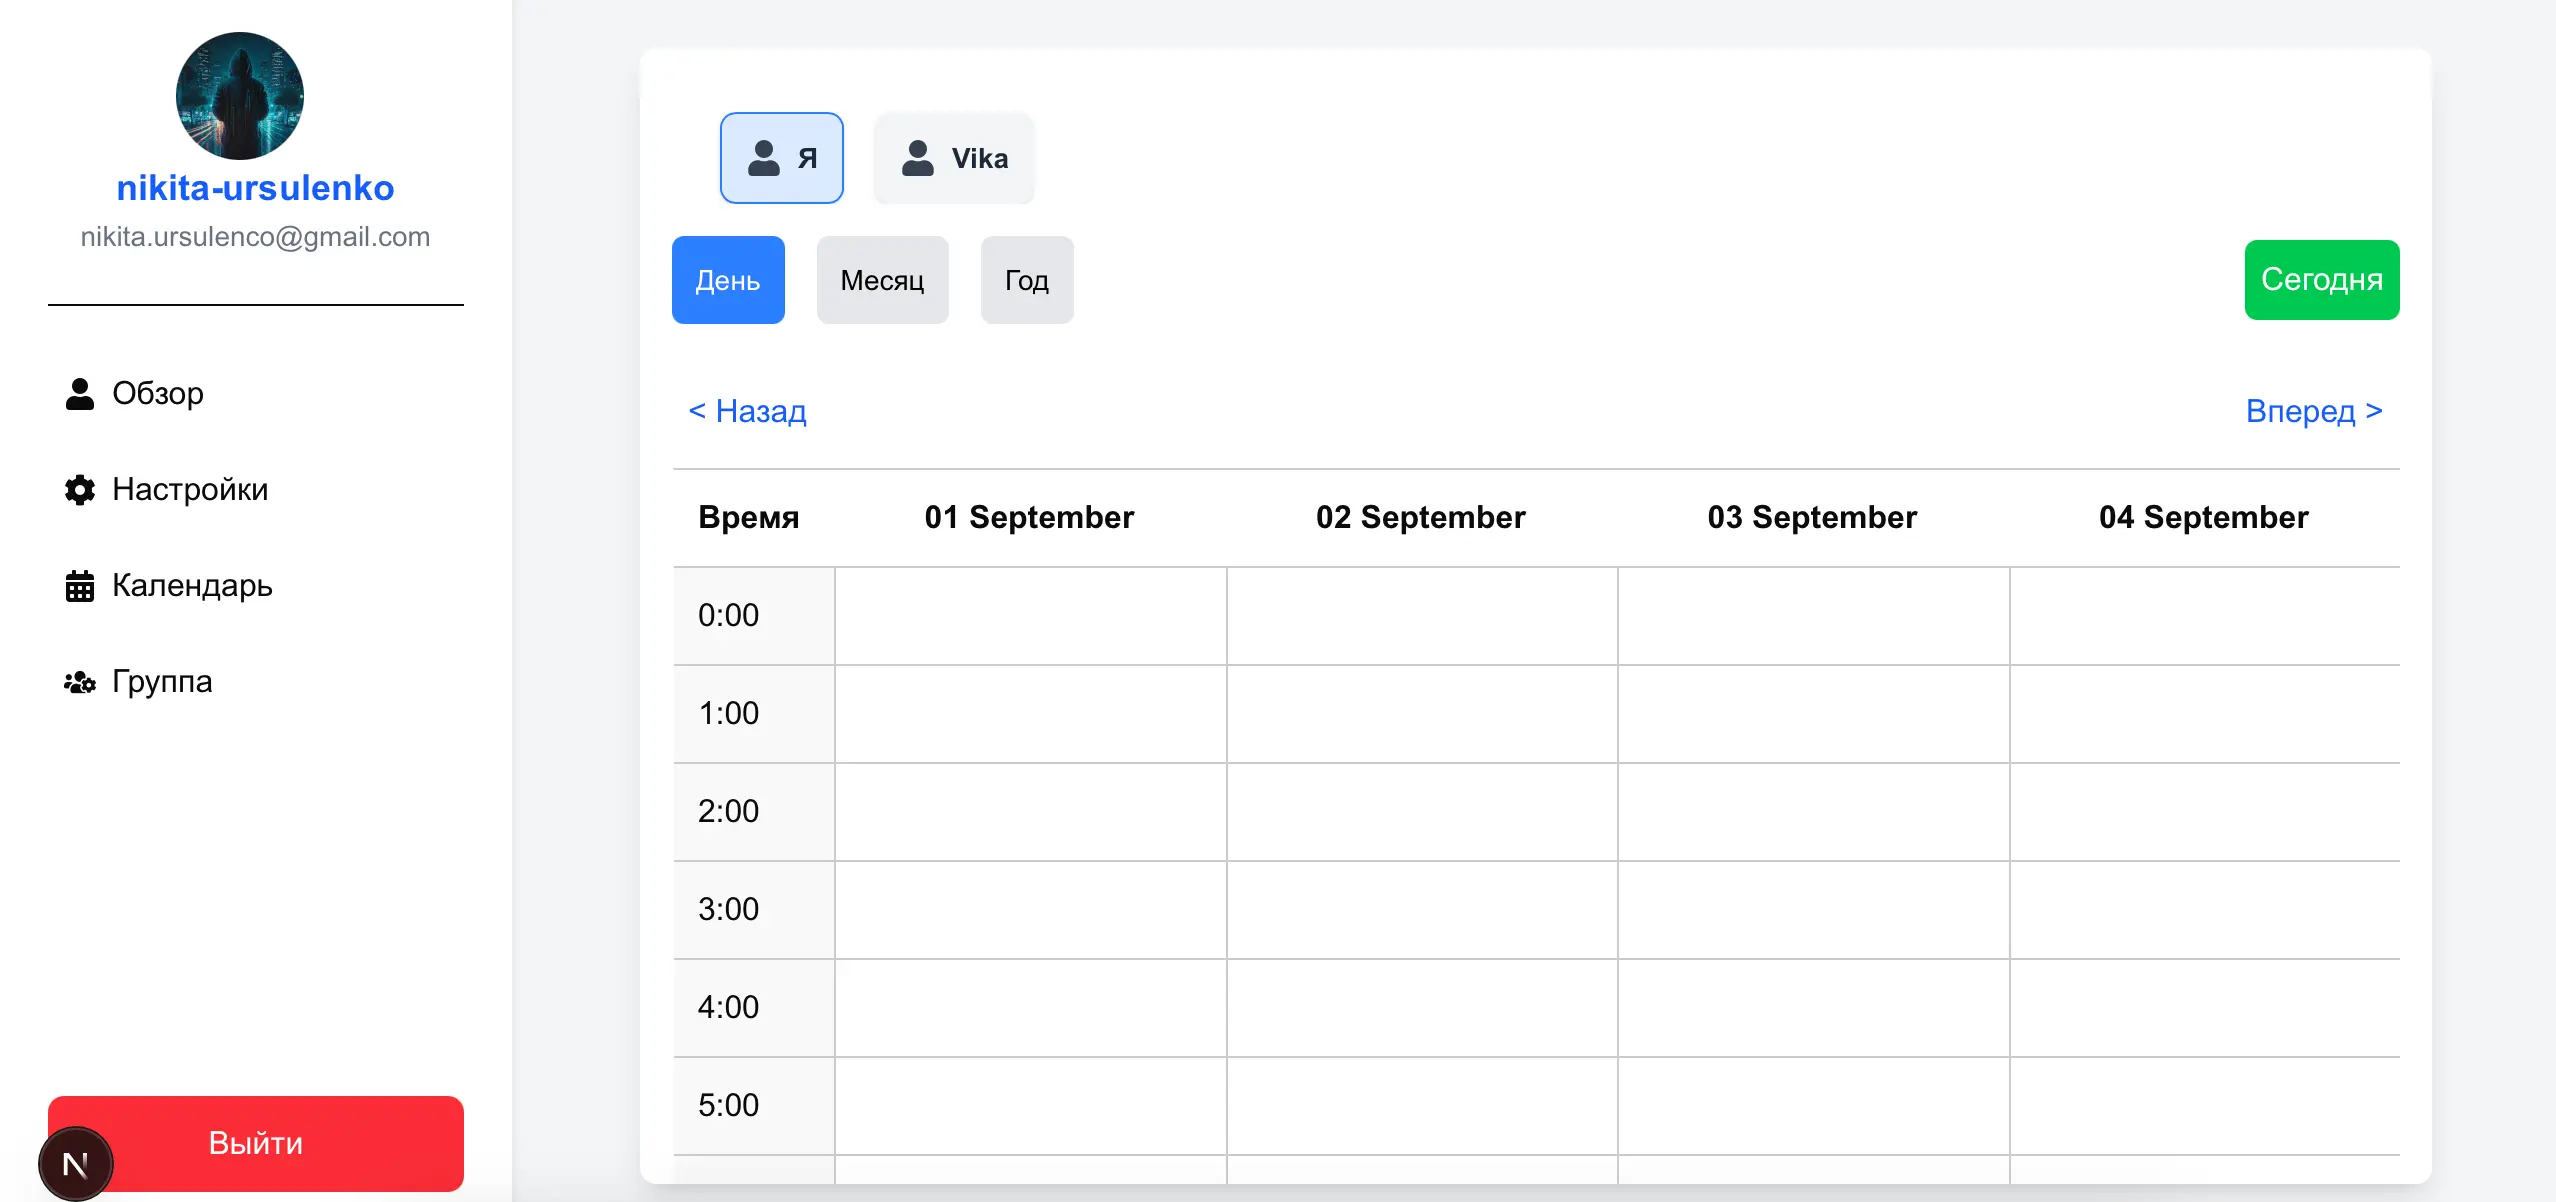 nikita-ursulenko
nikita.ursulenco@gmail.com
Обзор
Настройки
Календарь
Группа
Выйти
N
Я
Vika
День
Месяц
Год
Сегодня
< Назад
Вперед >
Время 01 September 02 September 03 September 04 September
0:00
1:00
2:00
3:00
4:00
5:00